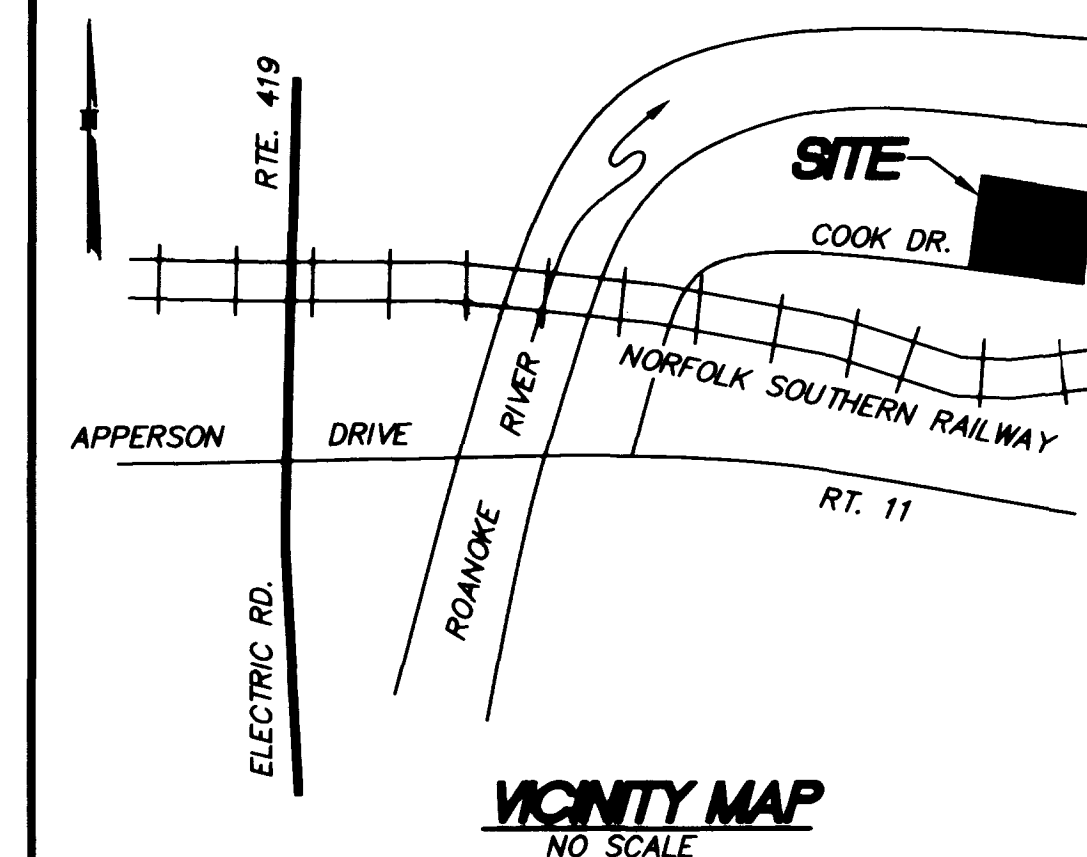 RTE. 419
SITE
COOK DR.
NORFOLK SOUTHERN RAILWAY
APPERSON DRIVE
ROANOKE RIVER
RT. 11
ELECTRIC RD.
VICINITY MAP
NO SCALE